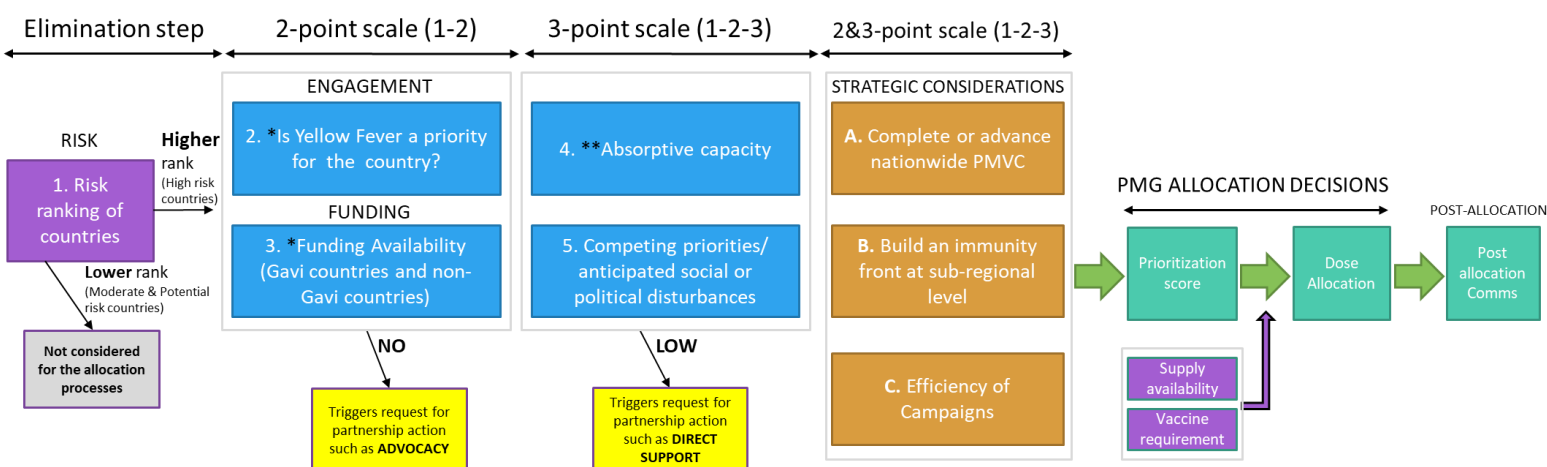 Elimination step
2-point scale (1-2)
3-point scale (1-2-3)
2&3-point scale (1-2-3)
RISK
1. Risk
ranking of
countries
Higher
rank
(High risk
countries)
Lower rank
(Moderate & Potential
risk countries)
Not considered
for the allocation
processes
ENGAGEMENT
2. *Is Yellow Fever a priority
for the country?
FUNDING
3. *Funding Availability
(Gavi countries and non-
Gavi countries)
NO
Triggers request for
partnership action
such as ADVOCACY
4. **Absorptive capacity
5. Competing priorities/
anticipated social or
political disturbances
LOW
Triggers request for
partnership action
such as DIRECT
SUPPORT
STRATEGIC CONSIDERATIONS
A. Complete or advance
nationwide PMVC
B. Build an immunity
front at sub-regional
level
C. Efficiency of
Campaigns
PMG ALLOCATION DECISIONS
Prioritization
score
Dose
Allocation
Supply
availability
Vaccine
requirement
POST-ALLOCATION
Post
allocation
Comms